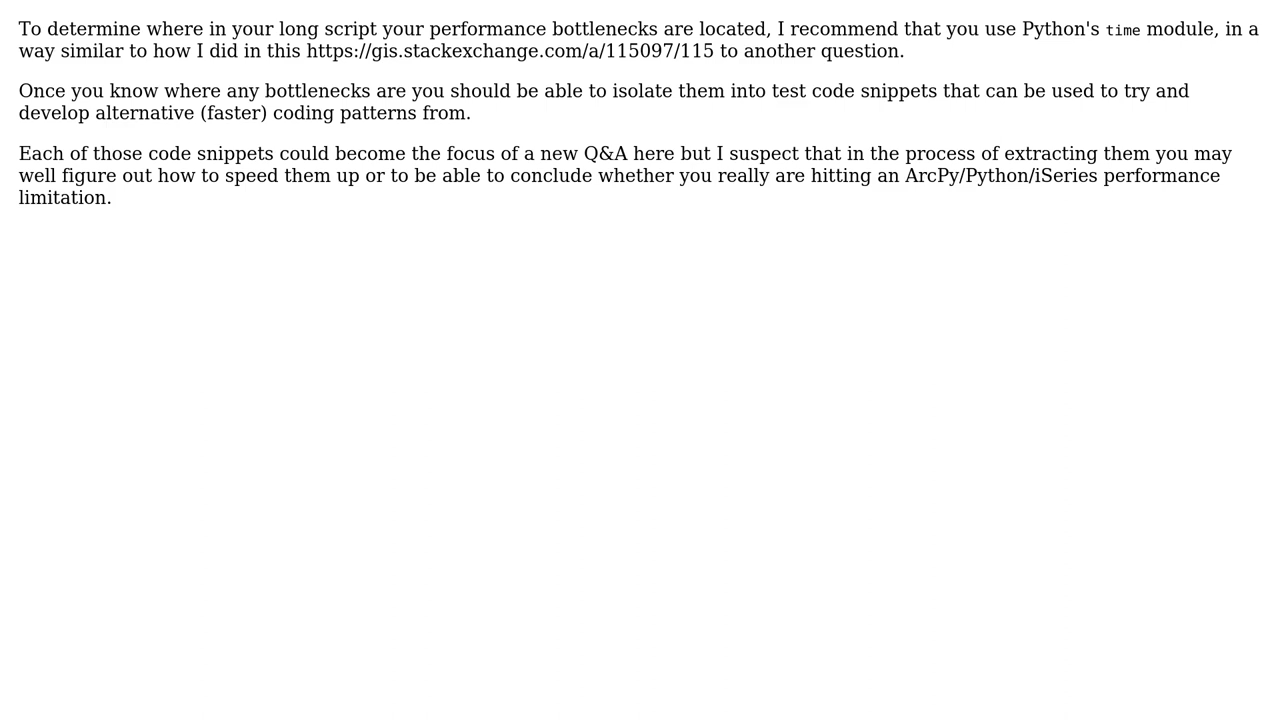 To determine where in your long script your performance bottlenecks are located, I recommend that you use Python's time module, in a
way similar to how I did in this https://gis.stackexchange.com/a/115097/115 to another question.
Once you know where any bottlenecks are you should be able to isolate them into test code snippets that can be used to try and
develop alternative (faster) coding patterns from.
Each of those code snippets could become the focus of a new Q&A here but I suspect that in the process of extracting them you may
well figure out how to speed them up or to be able to conclude whether you really are hitting an ArcPy/Python/iSeries performance
limitation.